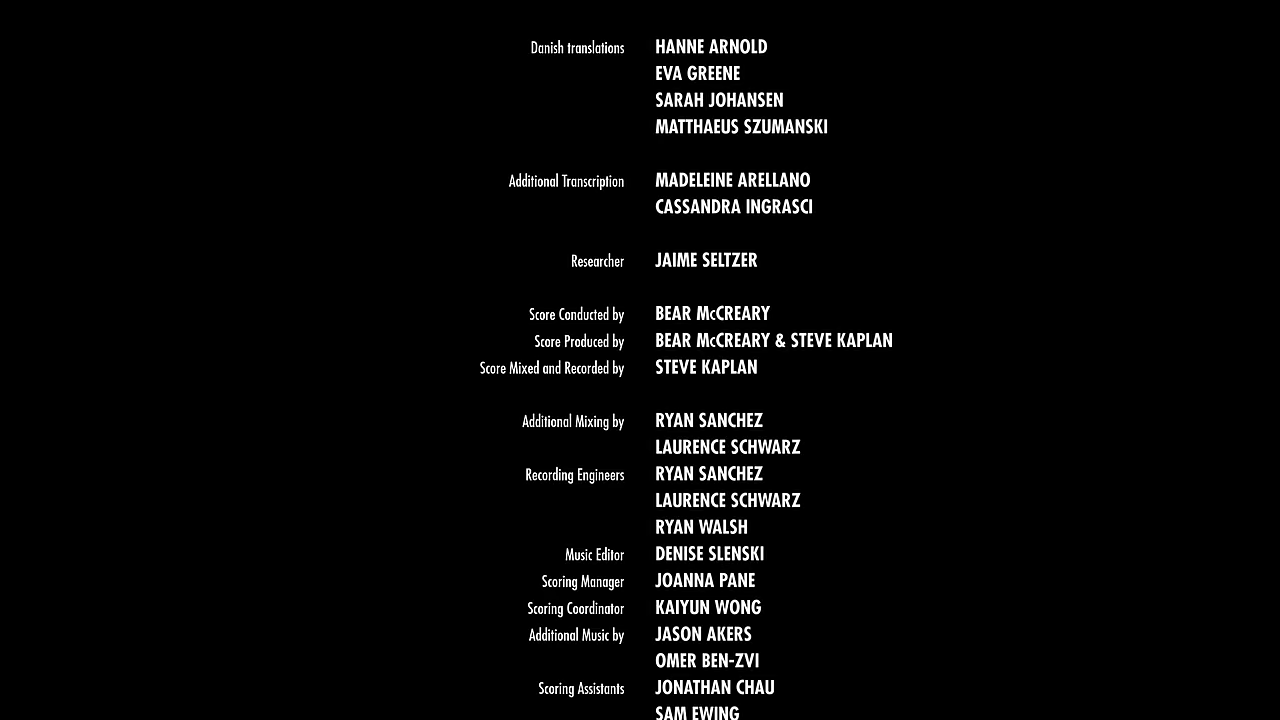 Danish translations HANNE ARNOLD
EVA GREENE
SARAH JOHANSEN
MATTHAEUS SZUMANSKI
Additional Transcription MADELEINE ARELLANO
CASSANDRA INGRASCI
Researcher JAIME SELTZER
Score Conducted by BEAR McCREARY
Score Produced by BEAR McCREARY & STEVE KAPLAN
Score Mixed and Recorded by STEVE KAPLAN
Additional Mixing by RYAN SANCHEZ
LAURENCE SCHWARZ
Recording Engineers RYAN SANCHEZ
LAURENCE SCHWARZ
RYAN WALSH
Music Editor DENISE SLENSKI
Scoring Manager JOANNA PANE
Scoring Coordinator KAIYUN WONG
Additional Music by JASON AKERS
OMER BEN-ZVI
Scoring Assistants JONATHAN CHAU
SAM EWING